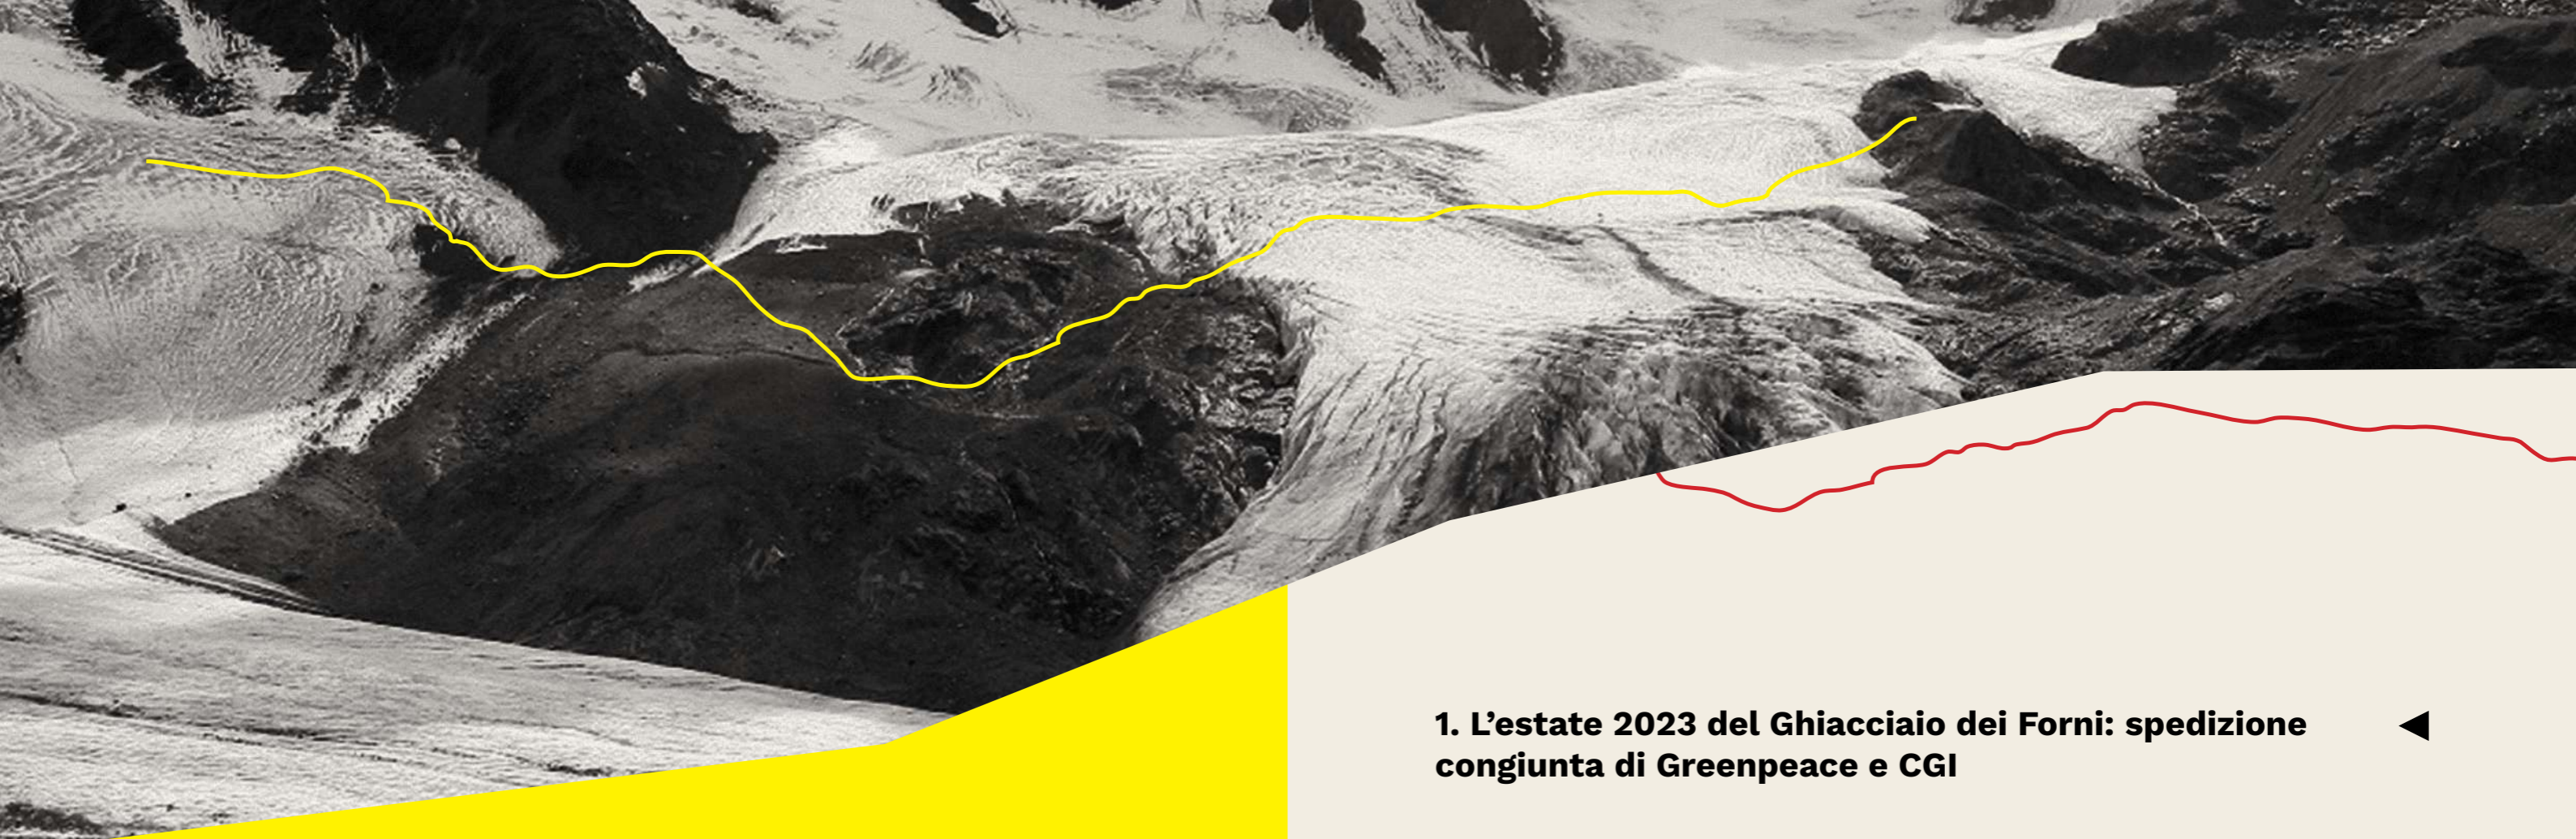 1. L’estate 2023 del Ghiacciaio dei Forni: spedizione
congiunta di Greenpeace e CGI